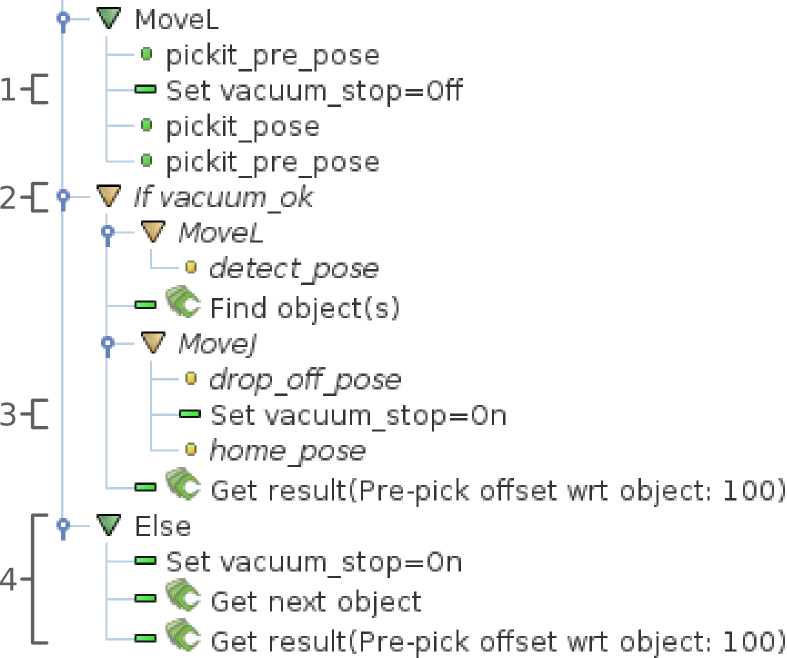 MoveL
pickit_pre_pose
1 Set vacuum_stop=Off
pickit_pose
pickit_pre_pose
2 If vacuum_ok
MoveL
detect_pose
Find object(s)
MoveJ
drop_off_pose
3 Set vacuum_stop=On
home_pose
Get result(Pre-pick offset wrt object: 100)
Else
Set vacuum_stop=On
4 Get next object
Get result(Pre-pick offset wrt object: 100)